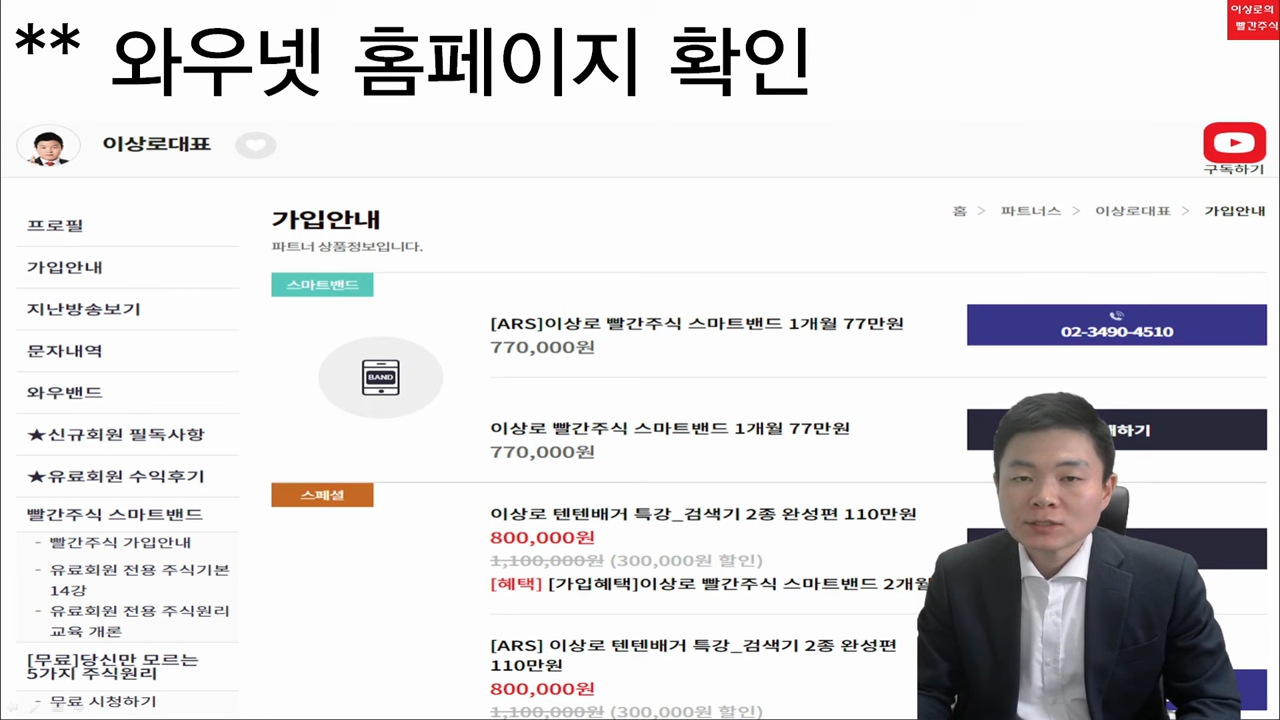 ** 와우넷 홈페이지 확인
이상로의
빨간주식
이상로대표
구독하기
프로필
가입안내
지난방송보기
문자내역
와우밴드
★신규회원 필독사항
★유료회원 수익후기
빨간주식 스마트밴드
- 빨간주식 가입안내
- 유료회원 전용 주식기본
14강
- 유료회원 전용 주식원리
교육 개론
[무료]당신만 모르는
5가지 주식원리
- 무료 시청하기
가입안내
파트너 상품정보입니다.
홈 > 파트너스 > 이상로대표 > 가입안내
스마트밴드
BAND
[ARS]이상로 빨간주식 스마트밴드 1개월 77만원
770,000원
02-3490-4510
이상로 빨간주식 스마트밴드 1개월 77만원
770,000원
하기
스페셜
이상로 텐텐배거 특강_검색기 2종 완성편 110만원
800,000원
1,100,000원 (300,000원 할인)
[혜택] [가입혜택]이상로 빨간주식 스마트밴드 2개월
[ARS] 이상로 텐텐배거 특강_검색기 2종 완성편
110만원
800,000원
1,100,000원 (300,000원 할인)